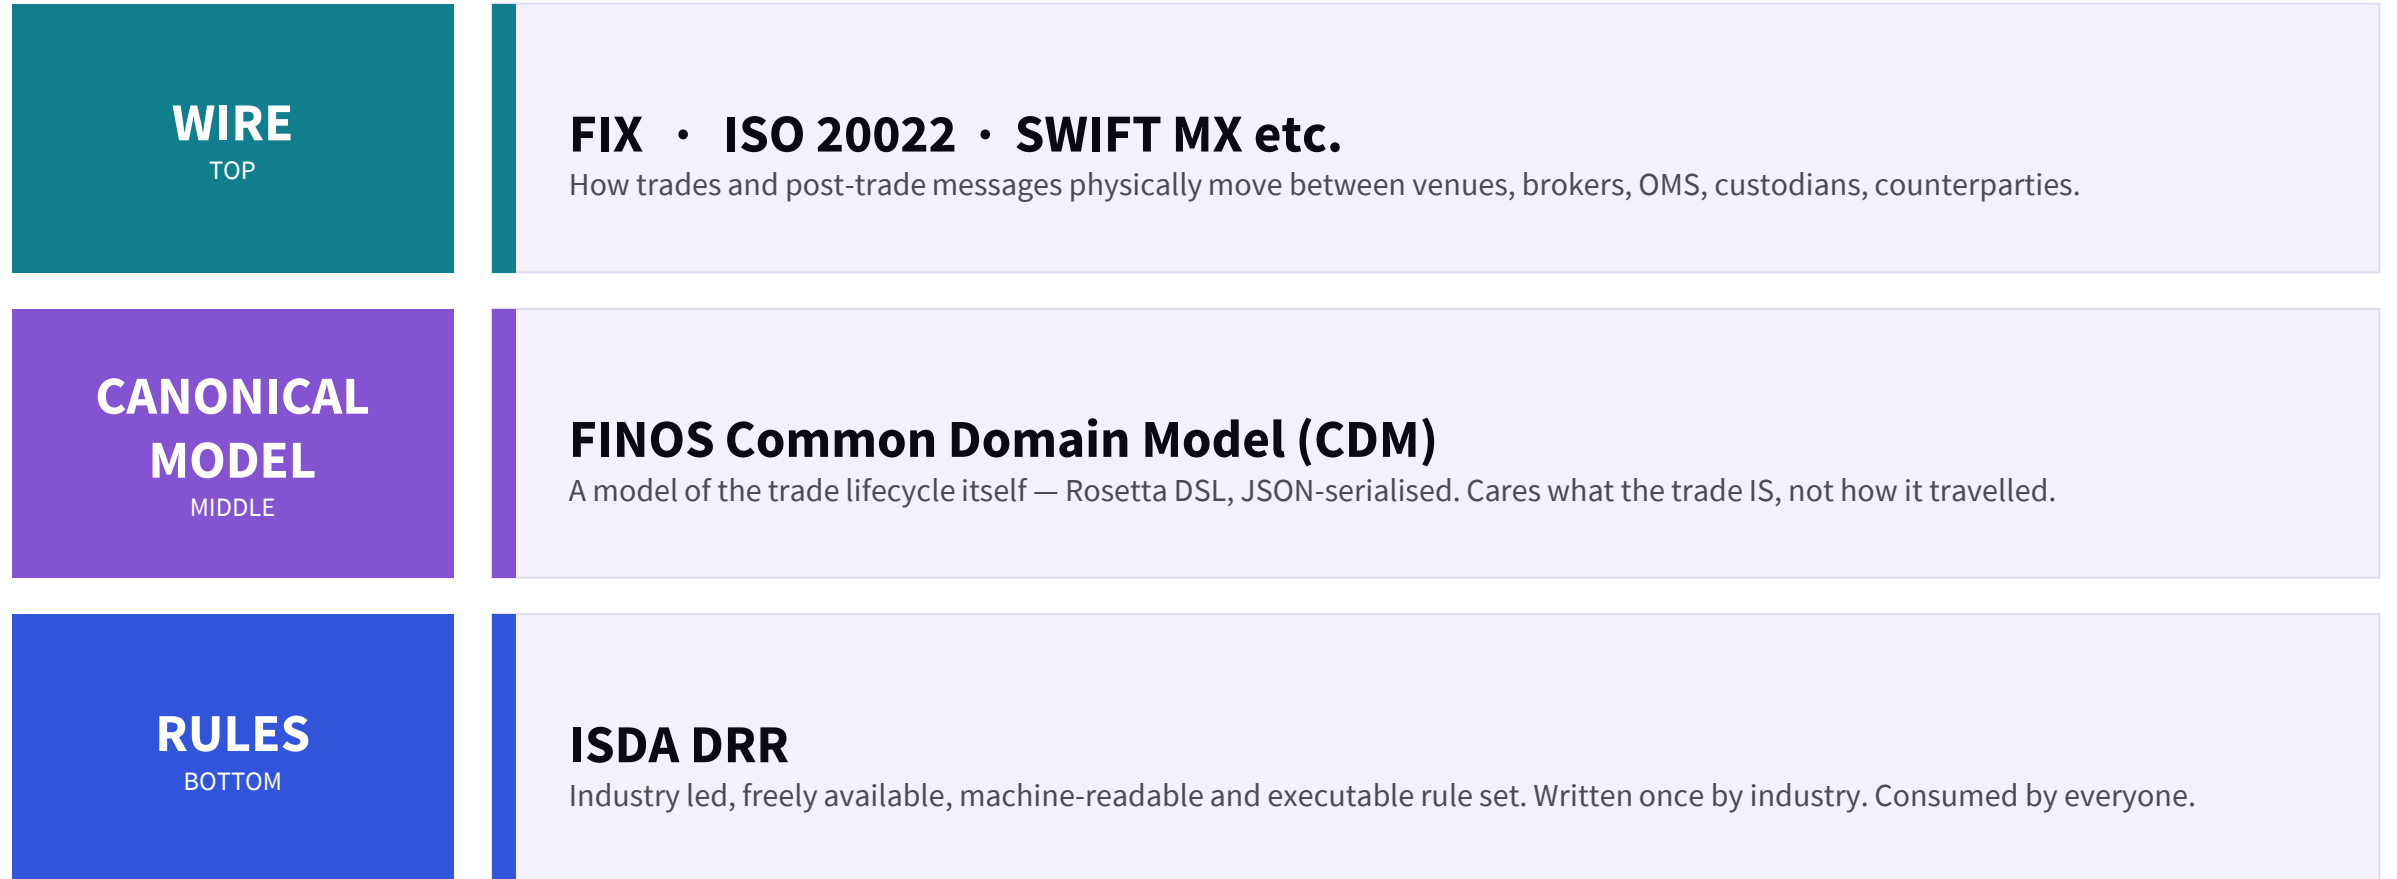 WIRE
TOP
FIX · ISO 20022 · SWIFT MX etc.
How trades and post-trade messages physically move between venues, brokers, OMS, custodians, counterparties.
CANONICAL
MODEL
MIDDLE
FINOS Common Domain Model (CDM)
A model of the trade lifecycle itself — Rosetta DSL, JSON-serialised. Cares what the trade IS, not how it travelled.
RULES
BOTTOM
ISDA DRR
Industry led, freely available, machine-readable and executable rule set. Written once by industry. Consumed by everyone.